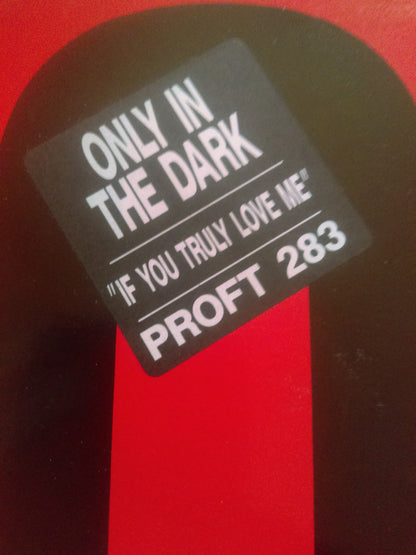 ONLY IN
THE DARK
"IF YOU TRULY LOVE ME"
PROFT 283